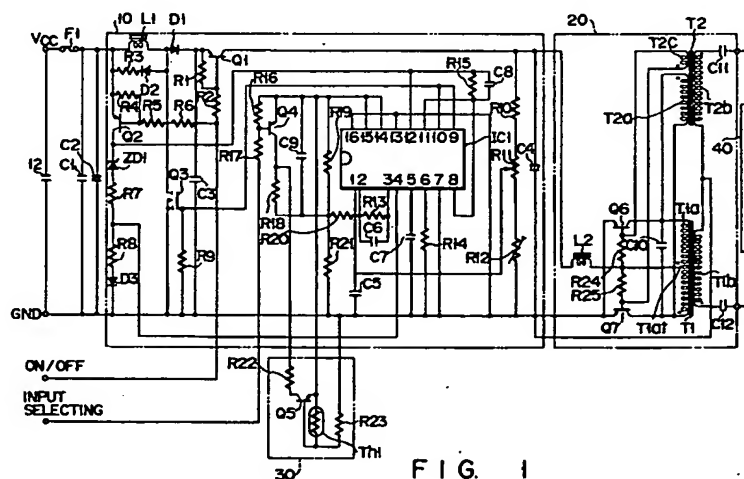 10 L1 D1 20
VCC F1 T2
Q1 T2C C11
R3 R1 R16 R15 C8
D2 R2 Q4 R19 R10
R4 R5 R6 T2a T2b
C2 Q2 16 15 14 13 12 11 10 9 IC1 40
12 C1 R17 C9 R11 C4
ZD1 Q3 1 2 3 4 5 6 7 8
R7 C3 R18 R13 Q6 T1a
R20 C6 R14 R12 L2 C10
R8 R9 R21 C7 R24 T1b
D3 C5 R25 C12
GND Q7 T1a1 T1
ON/OFF R22
INPUT
SELECTING Q5 R23
Th1
30
FIG. 1